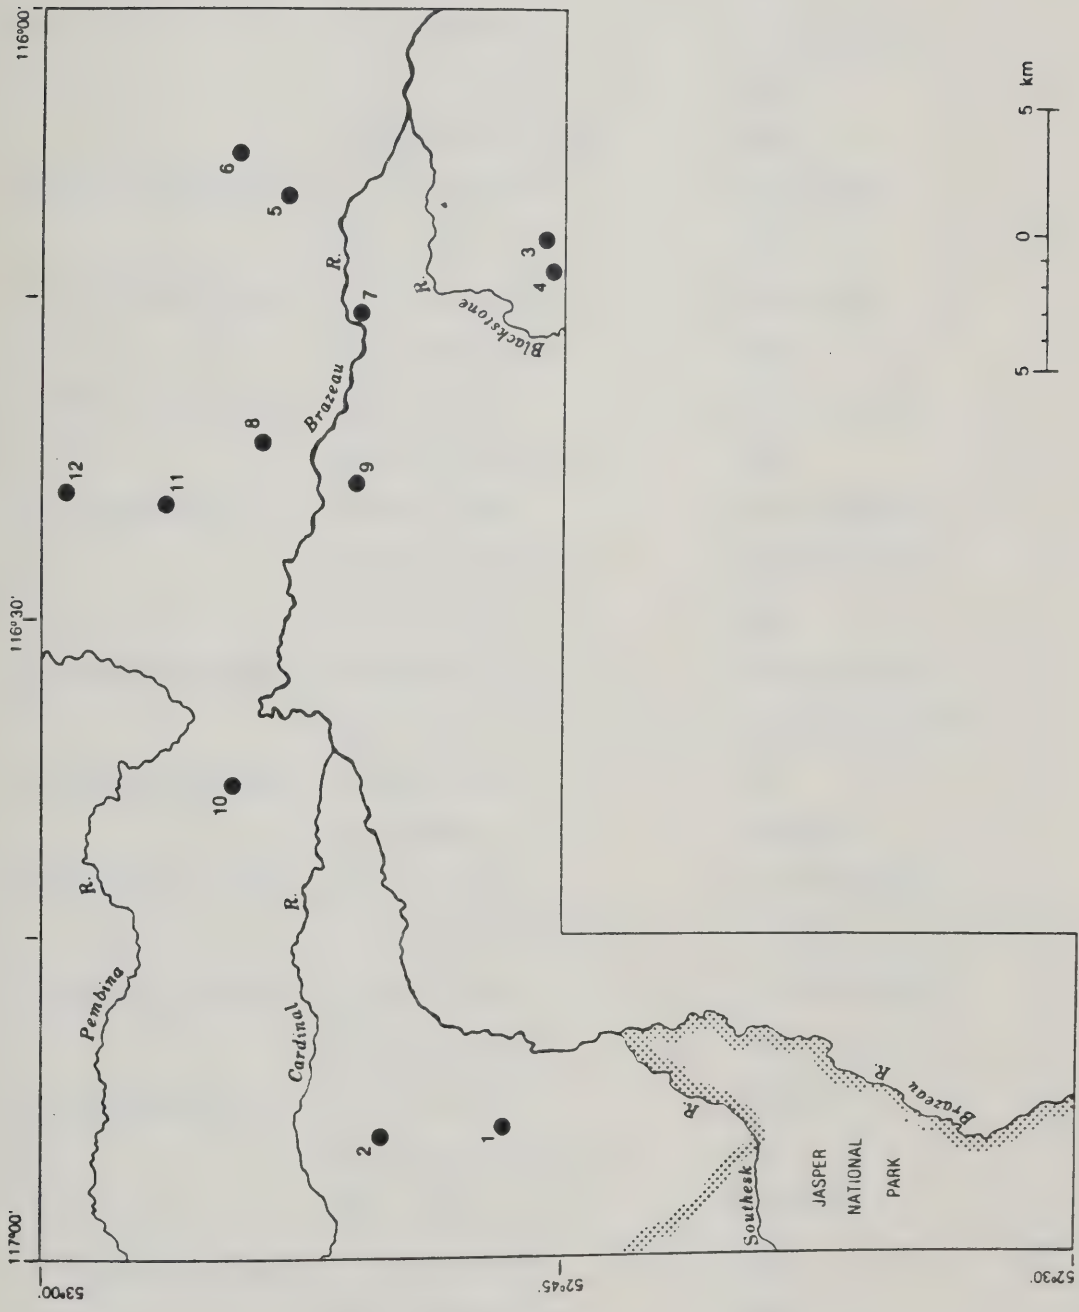 117°00'
116°30'
116°00'
53°00'
52°45'
52°30'
Pembina R.
Cardinal R.
Brazeau R.
Blackstone R.
Southesk R.
Brazeau R.
JASPER
NATIONAL
PARK
1
2
3
4
5
6
7
8
9
10
11
12
5 0 5 km